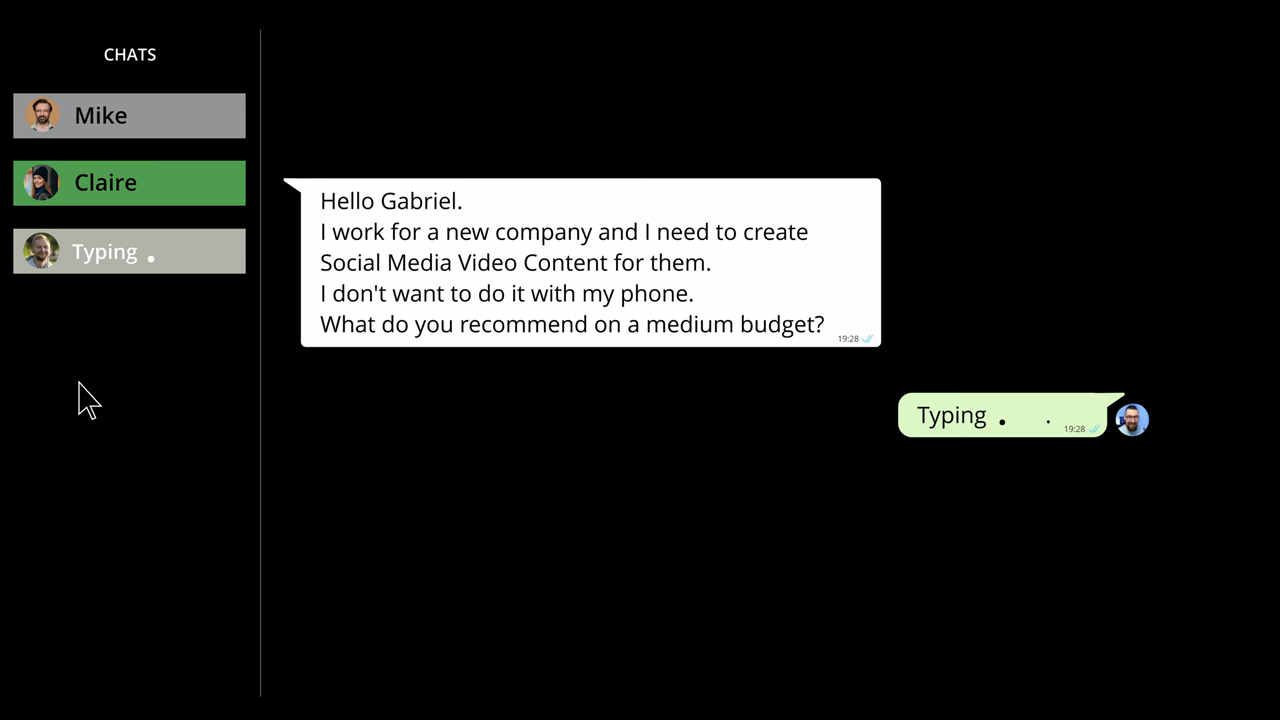 CHATS
Mike
Claire
Typing .
Hello Gabriel.
I work for a new company and I need to create
Social Media Video Content for them.
I don't want to do it with my phone.
What do you recommend on a medium budget?
19:28
Typing . .
19:28